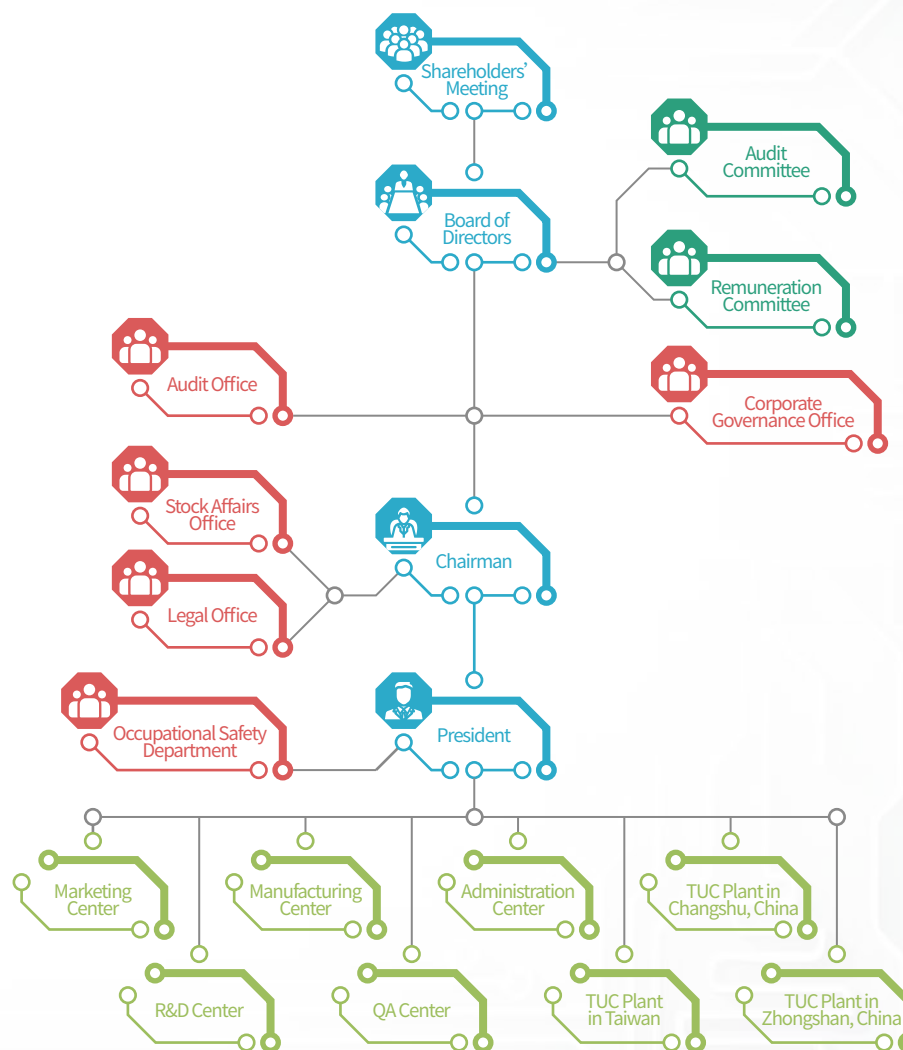 Shareholders'
Meeting
Audit
Committee
Board of
Directors
Remuneration
Committee
Audit Office
Corporate
Governance Office
Stock Affairs
Office
Chairman
Legal Office
Occupational Safety
Department
President
Marketing
Center
Manufacturing
Center
Administration
Center
TUC Plant in
Changshu, China
R&D Center
QA Center
TUC Plant
in Taiwan
TUC Plant in
Zhongshan, China